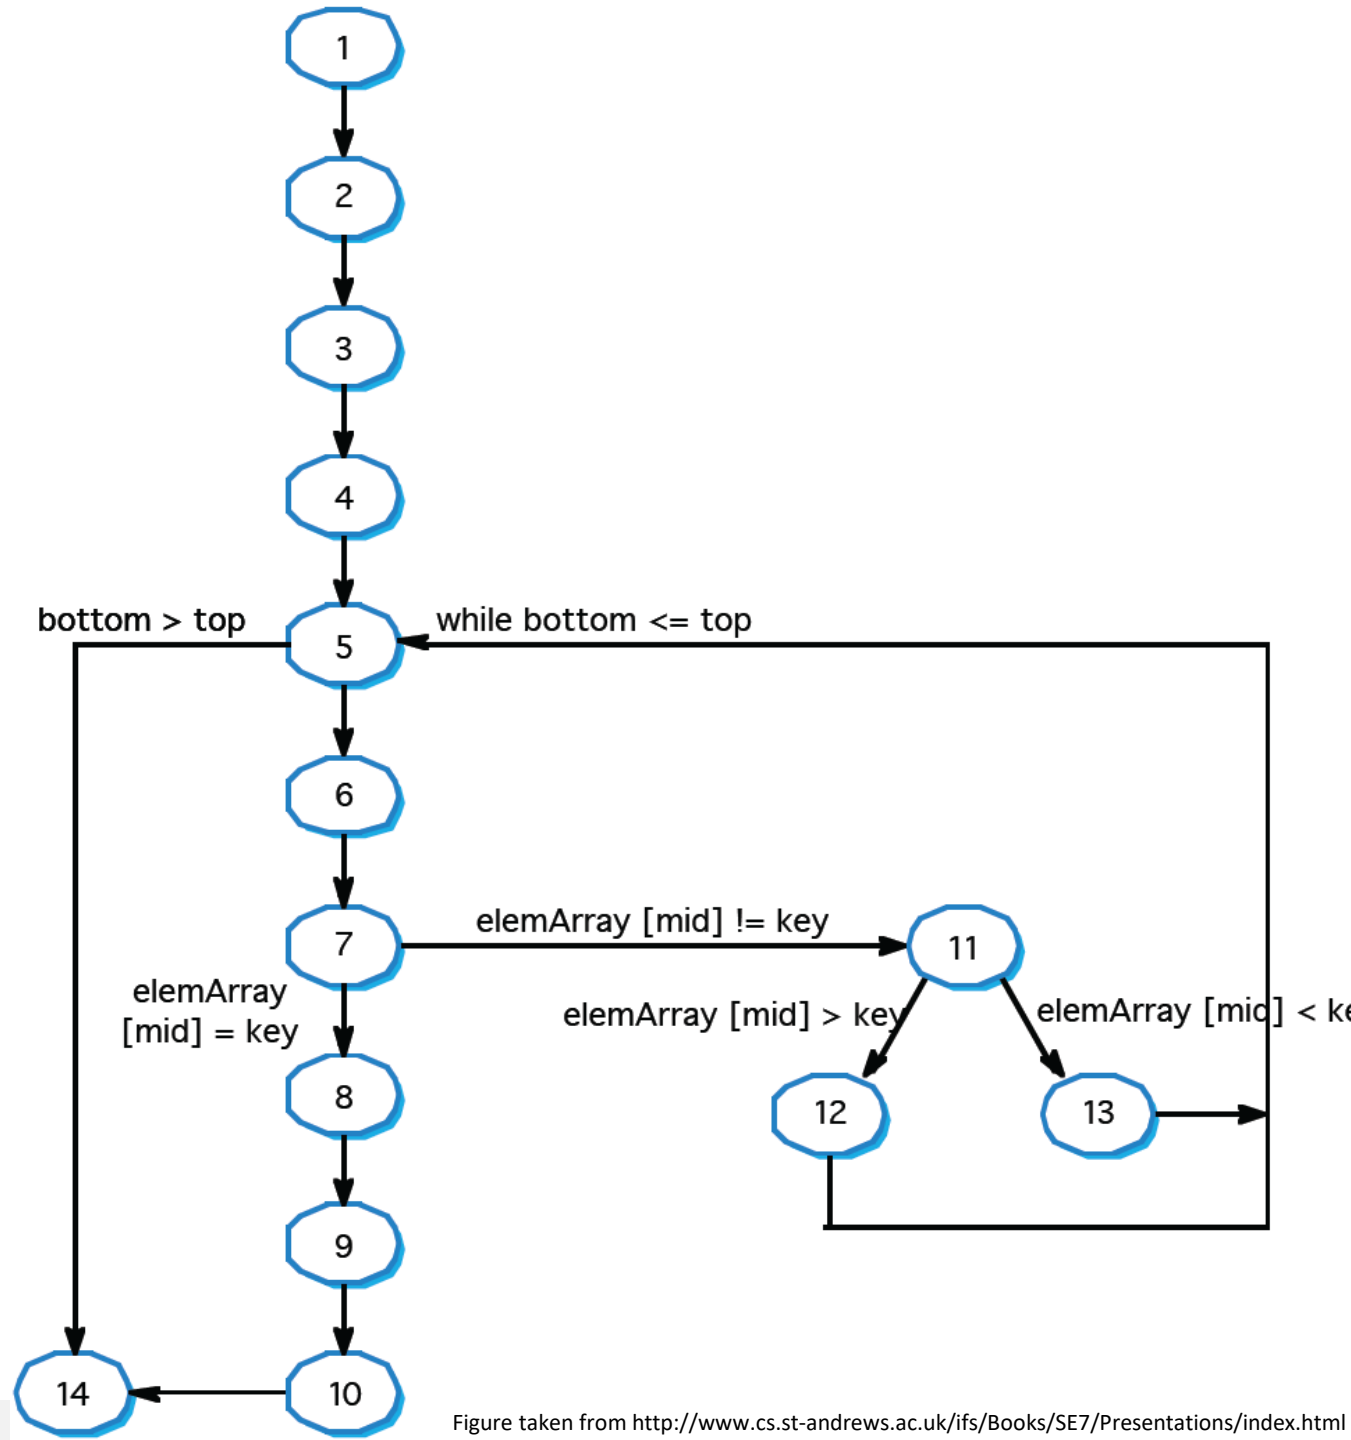 1
2
3
4
bottom > top
while bottom <= top
5
6
elemArray [mid] != key
7
11
elemArray
[mid] = key
elemArray [mid] > key
elemArray [mid] <
8
12
13
9
14
10
Figure taken from http://www.cs.st-andrews.ac.uk/ifs/Books/SE7/Presentations/index.html